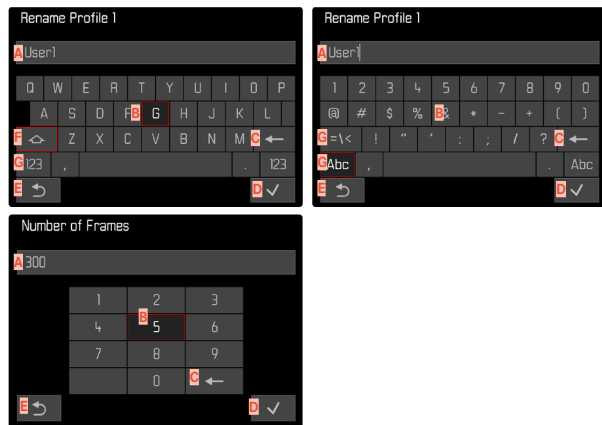 Rename Profile 1
A User1
Q W E R T Y U I O P
A S D F B G H J K L
F Z X C V B N M C ←
G 123 , . 123
E D ✓
Rename Profile 1
A User1
1 2 3 4 5 6 7 8 9 0
@ # $ % B & * - + ( )
G =\< ! " ' : ; / ? C ←
G Abc , . Abc
E D ✓
Number of Frames
A 300
1 2 3
4 B 5 6
7 8 9
0 C ←
E D ✓